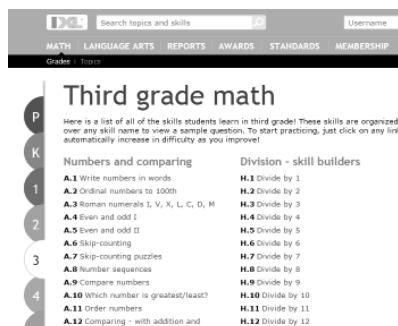 IXL Search topics and skills Username
MATH LANGUAGE ARTS REPORTS AWARDS STANDARDS MEMBERSHIP
Grades › Topics
Third grade math
Here is a list of all of the skills students learn in third grade! These skills are organized
over any skill name to view a sample question. To start practicing, just click on any lin
automatically increase in difficulty as you improve!
P
K
1
2
3
4
Numbers and comparing
A.1 Write numbers in words
A.2 Ordinal numbers to 100th
A.3 Roman numerals I, V, X, L, C, D, M
A.4 Even and odd I
A.5 Even and odd II
A.6 Skip-counting
A.7 Skip-counting puzzles
A.8 Number sequences
A.9 Compare numbers
A.10 Which number is greatest/least?
A.11 Order numbers
A.12 Comparing - with addition and
Division - skill builders
H.1 Divide by 1
H.2 Divide by 2
H.3 Divide by 3
H.4 Divide by 4
H.5 Divide by 5
H.6 Divide by 6
H.7 Divide by 7
H.8 Divide by 8
H.9 Divide by 9
H.10 Divide by 10
H.11 Divide by 11
H.12 Divide by 12